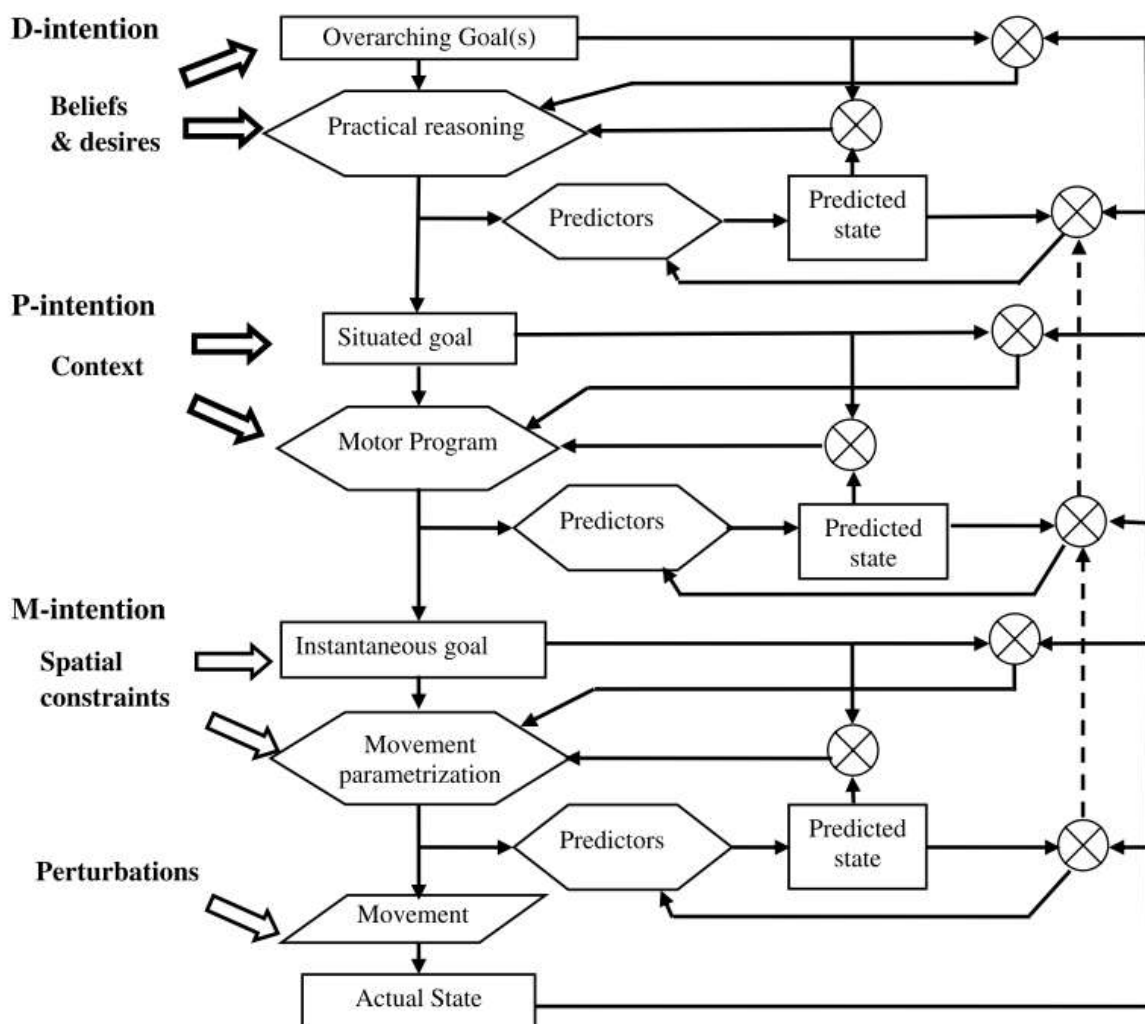 D-intention
Overarching Goal(s)
Beliefs
& desires
Practical reasoning
Predictors
Predicted
state
P-intention
Situated goal
Context
Motor Program
Predictors
Predicted
state
M-intention
Instantaneous goal
Spatial
constraints
Movement
parametrization
Predictors
Predicted
state
Perturbations
Movement
Actual State